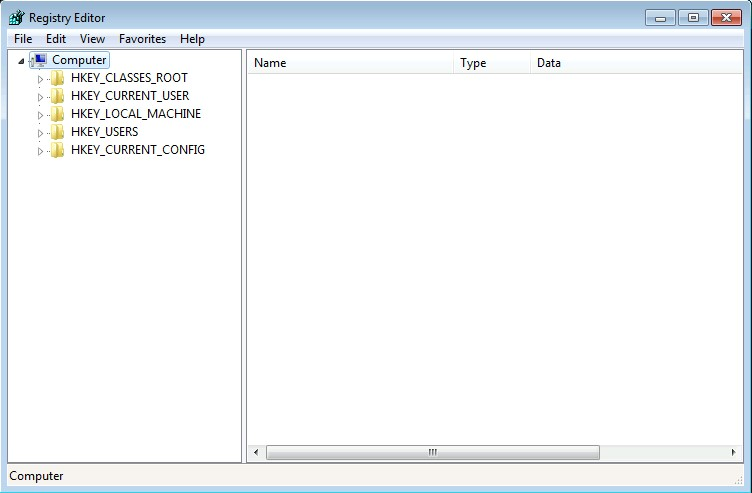 Registry Editor
File Edit View Favorites Help
Computer
HKEY_CLASSES_ROOT
HKEY_CURRENT_USER
HKEY_LOCAL_MACHINE
HKEY_USERS
HKEY_CURRENT_CONFIG
Name Type Data
Computer